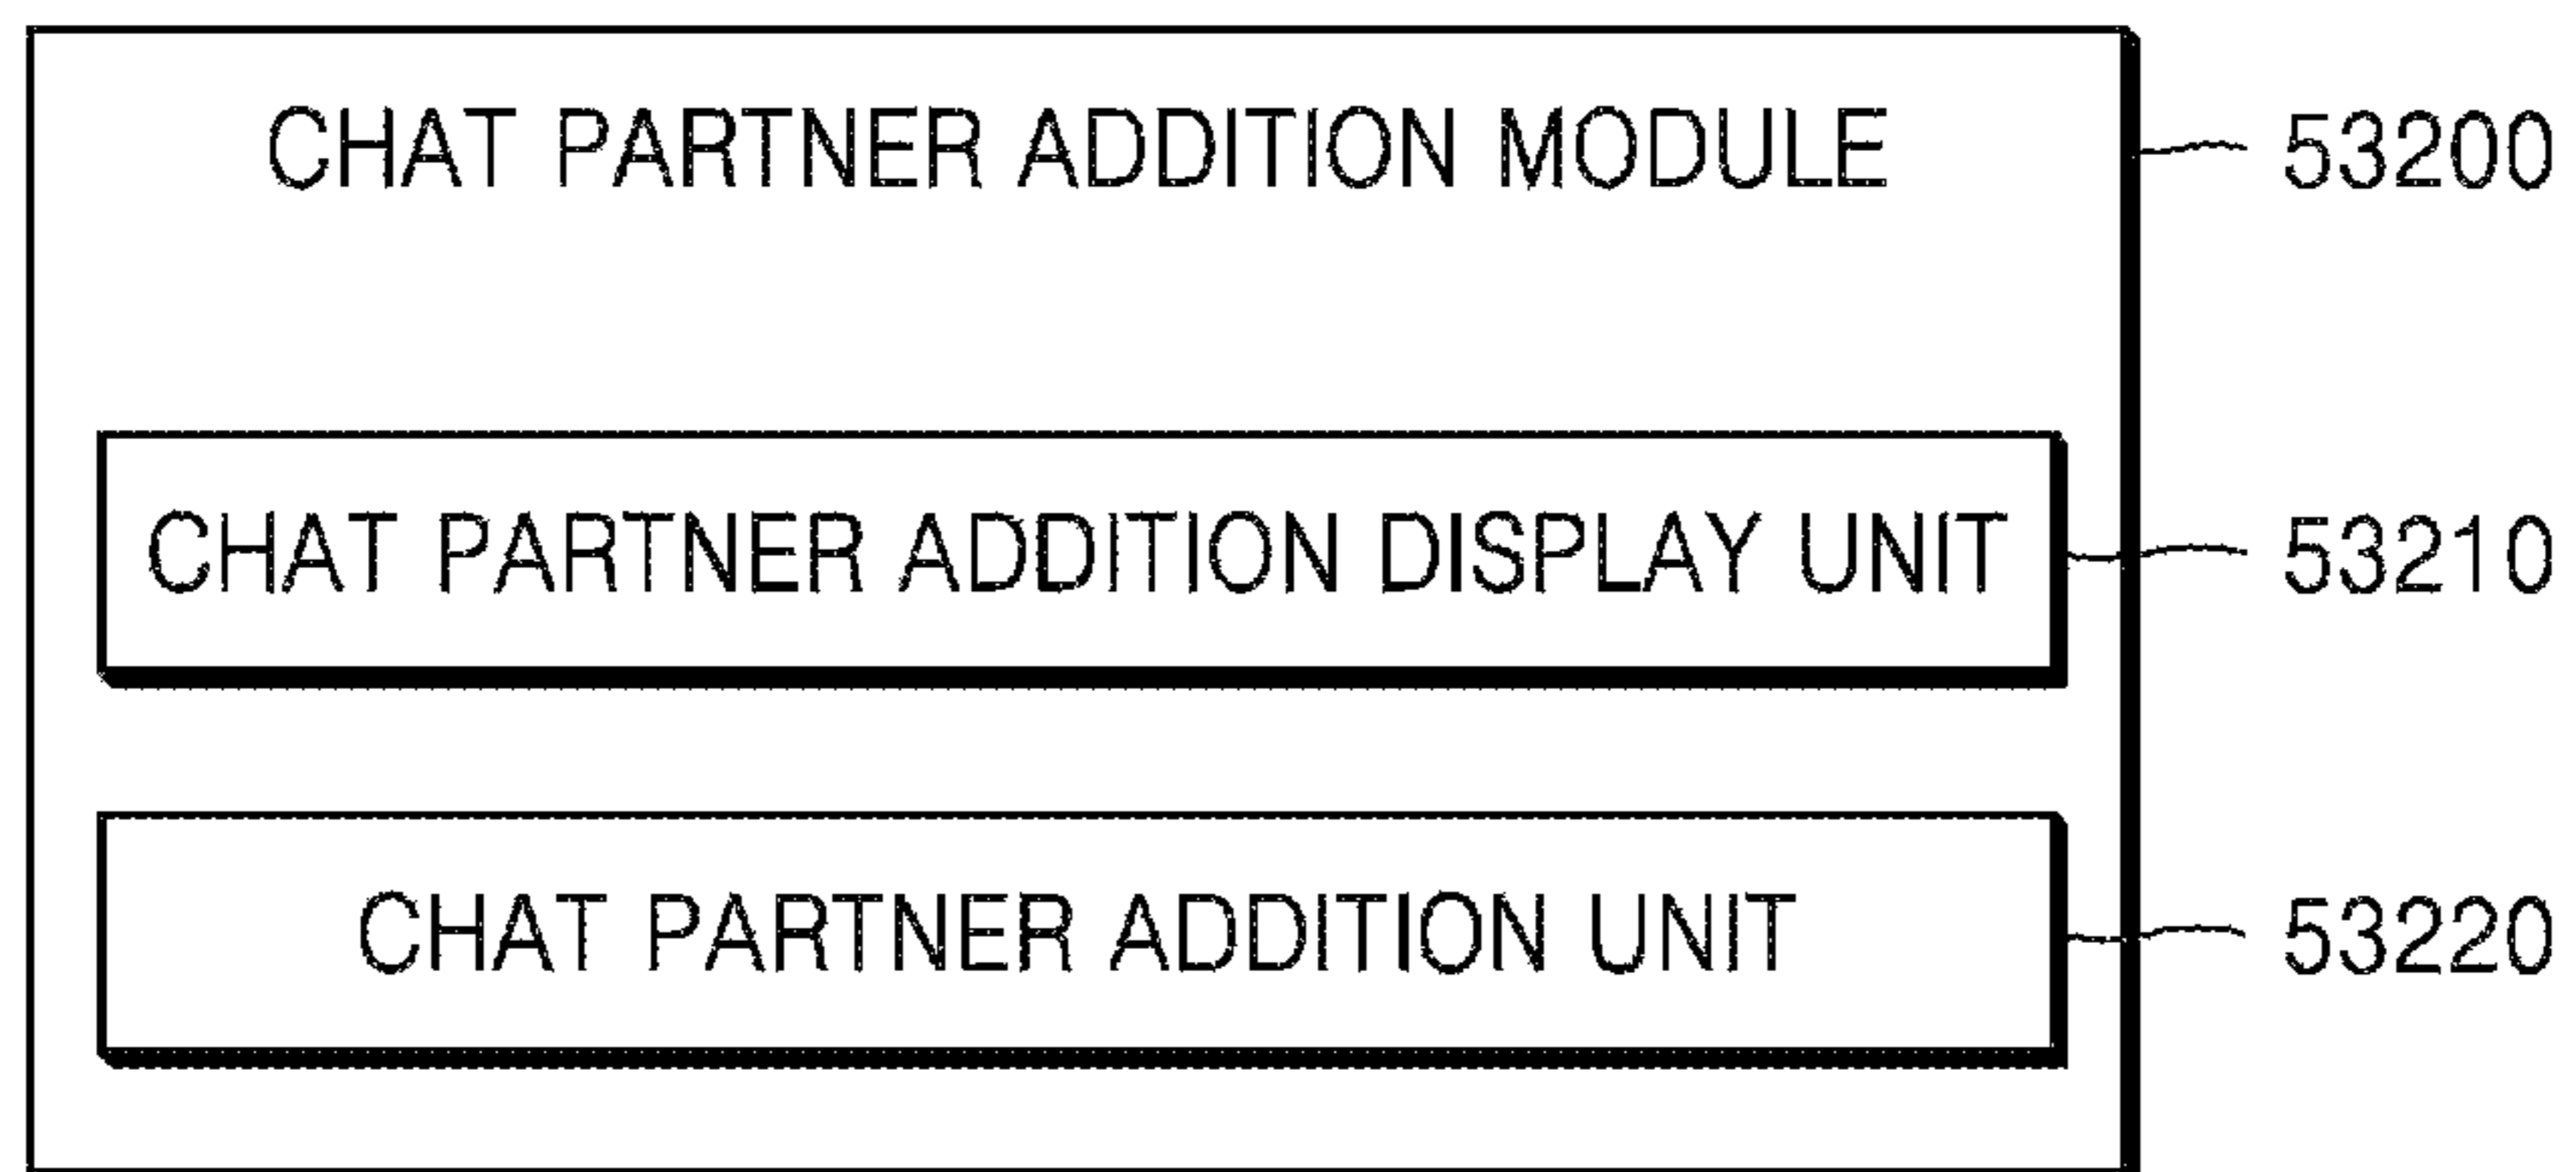 CHAT PARTNER ADDITION MODULE 53200
CHAT PARTNER ADDITION DISPLAY UNIT 53210
CHAT PARTNER ADDITION UNIT 53220